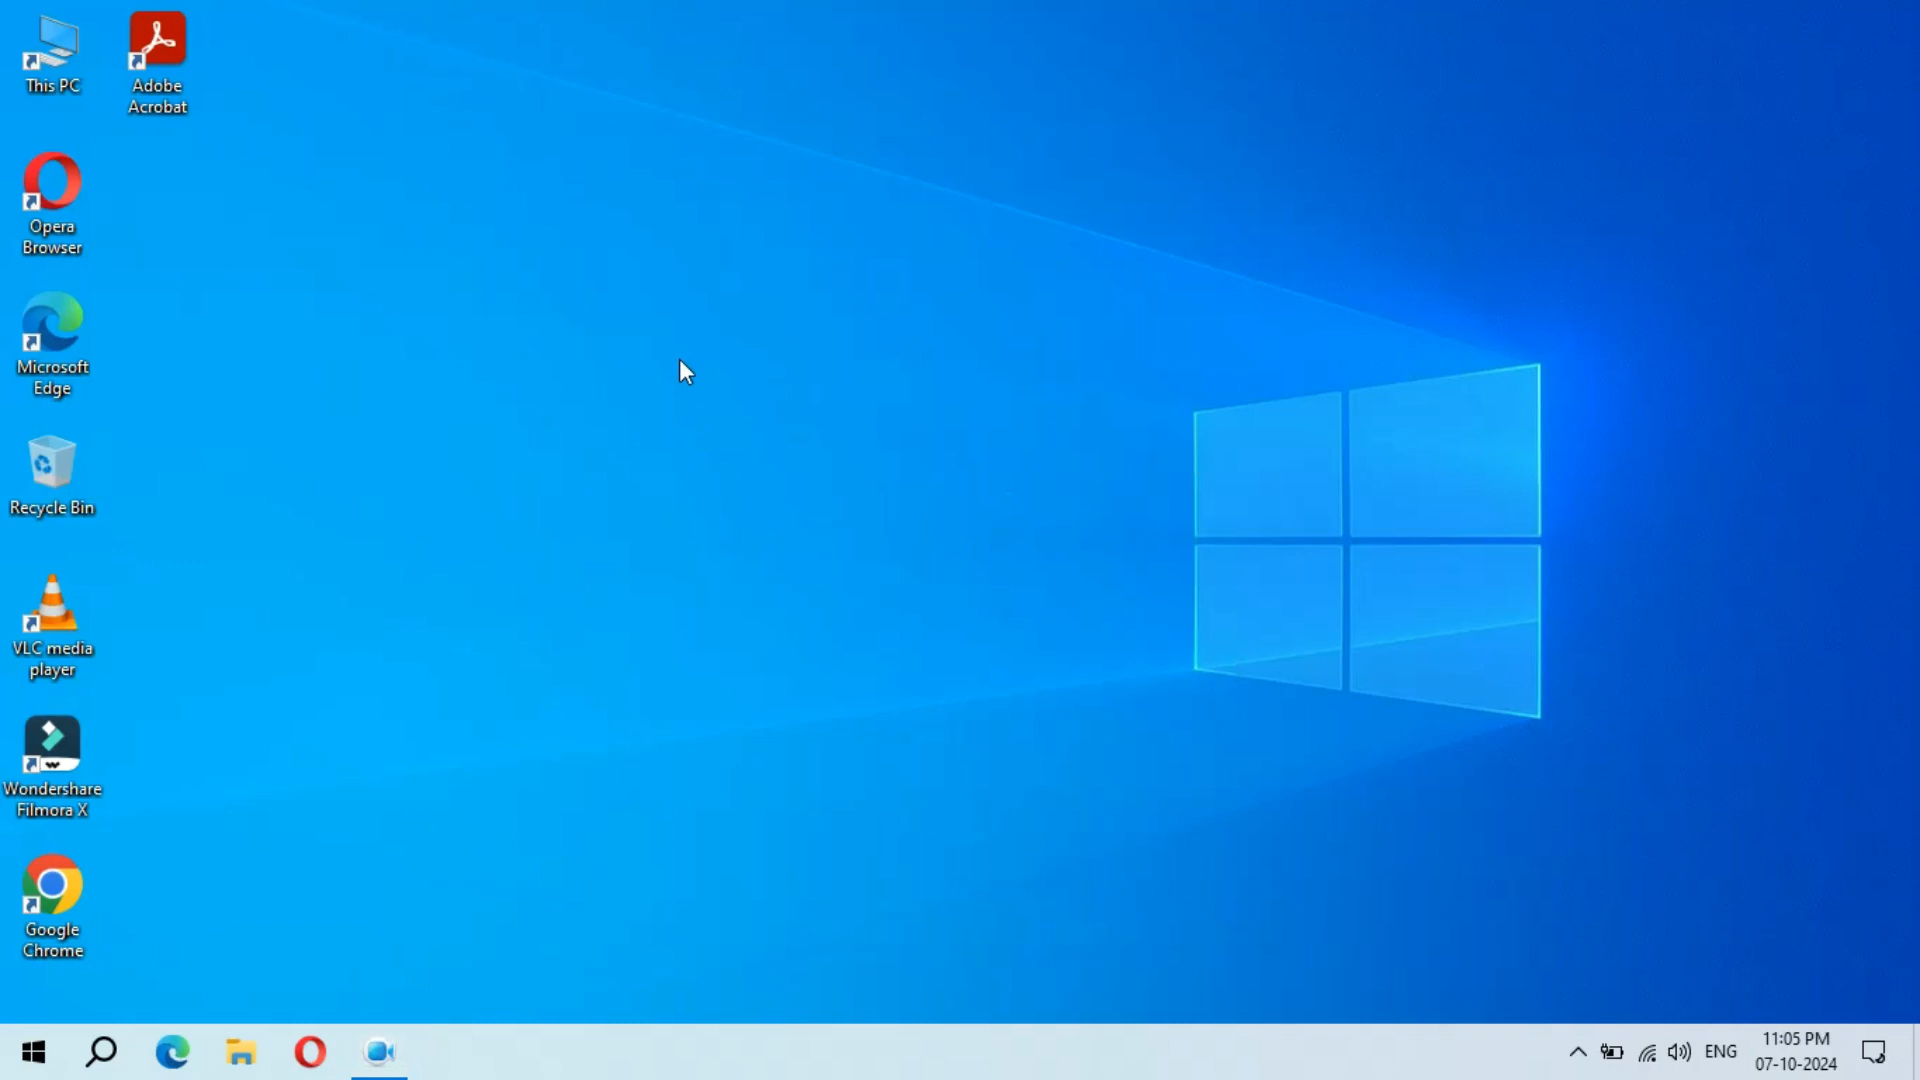 This PC
Adobe
Acrobat
Opera
Browser
Microsoft
Edge
Recycle Bin
VLC media
player
Wondershare
Filmora X
Google
Chrome
ENG
11:05 PM
07-10-2024